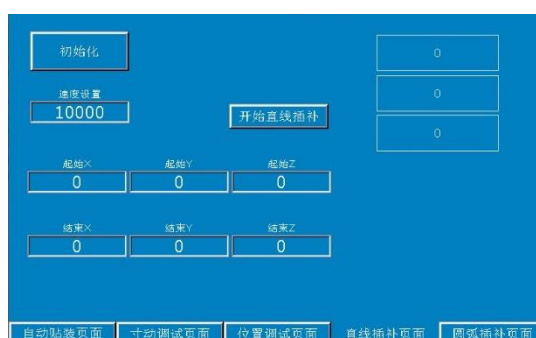 初始化
0
速度设置
0
10000
开始直线插补
0
起始X 起始Y 起始Z
0 0 0
结束X 结束Y 结束Z
0 0 0
自动贴装页面 寸动调试页面 位置调试页面 直线插补页面 圆弧插补页面